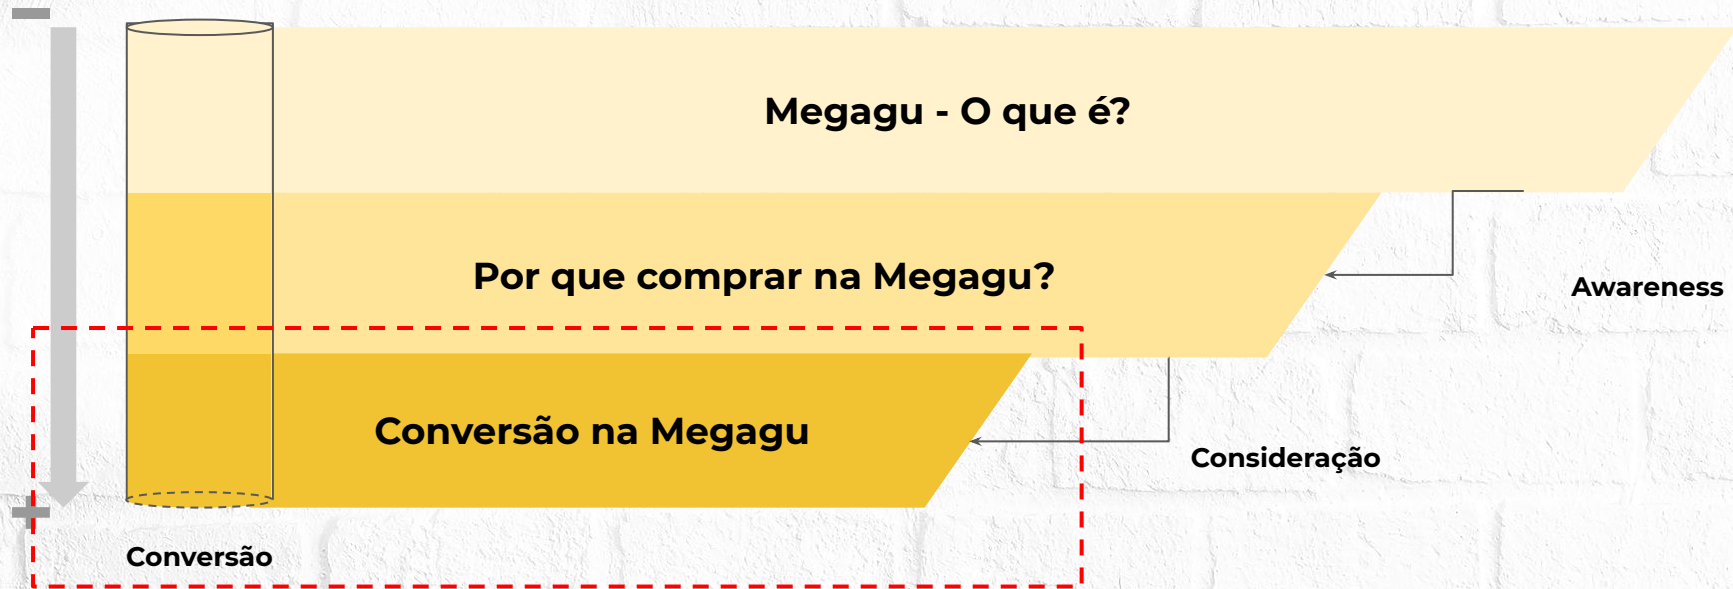 Megagu - O que é?
Por que comprar na Megagu?
Awareness
Conversão na Megagu
Consideração
Conversão